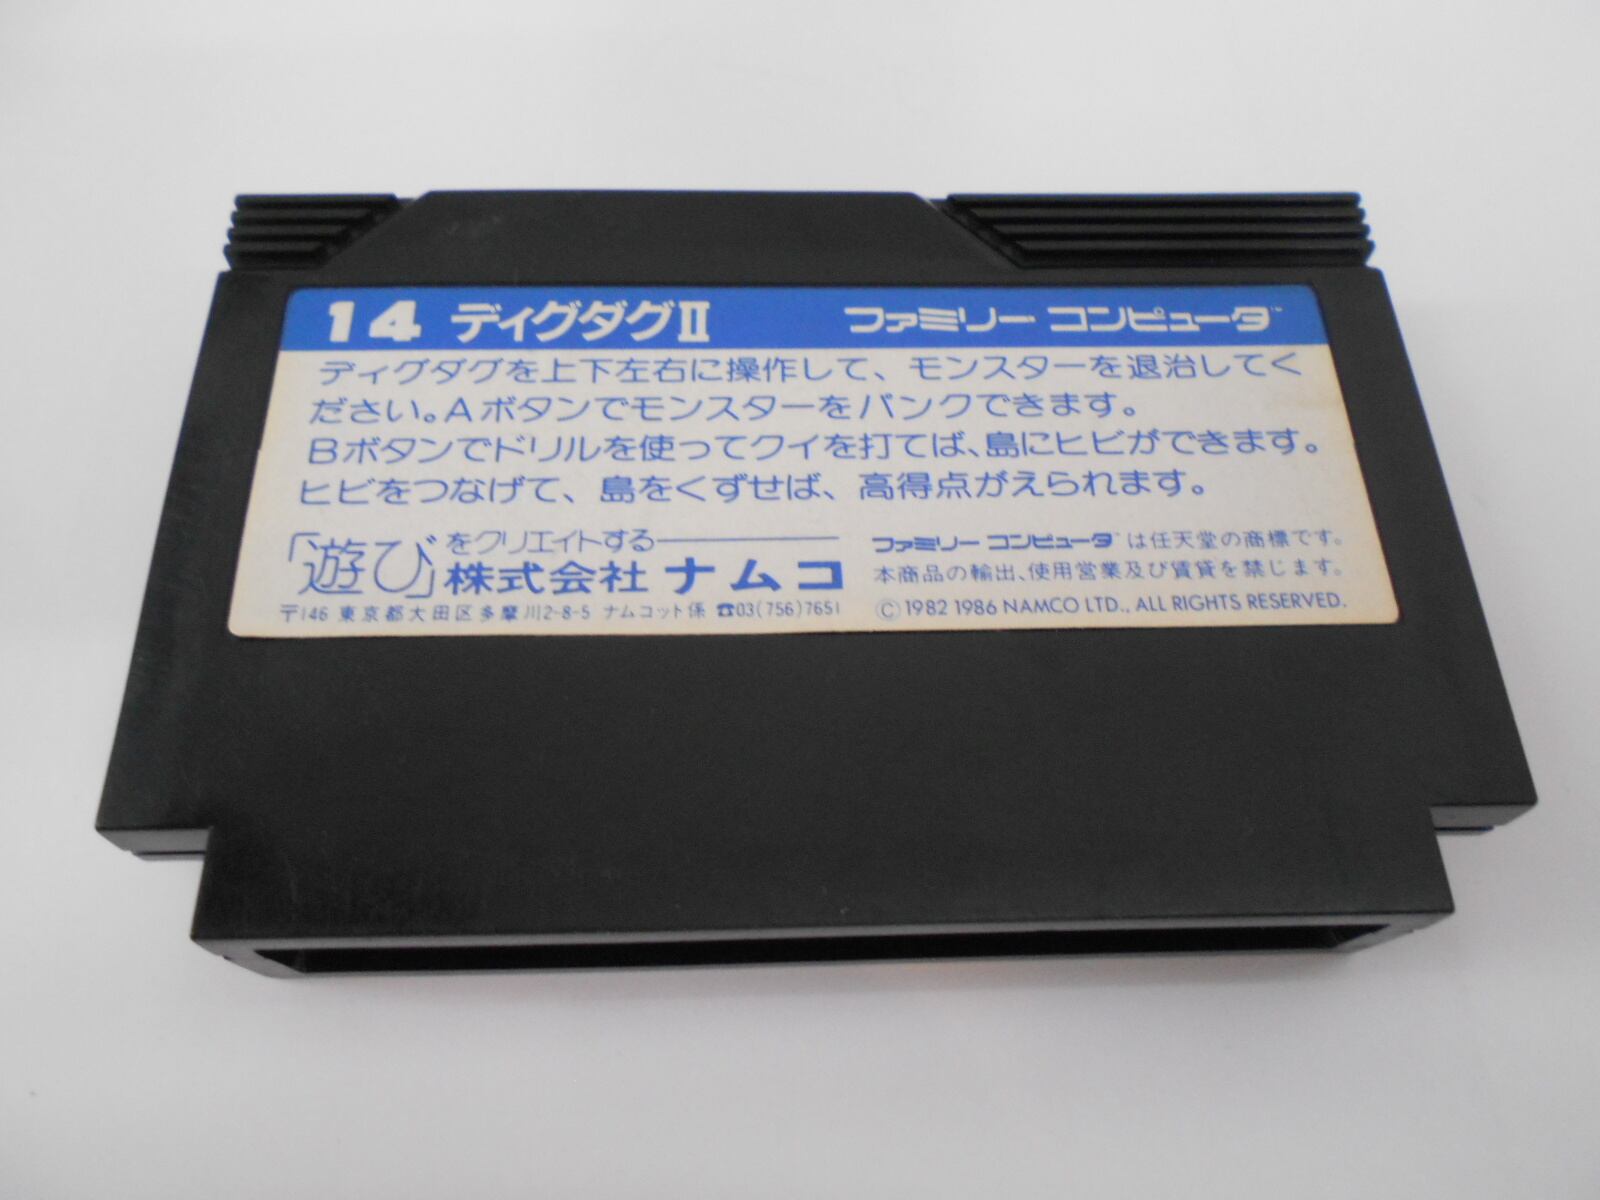 14 ディグダグII ファミリー コンピュータ™
ディグダグを上下左右に操作して、モンスターを退治してく
ださい。Aボタンでモンスターをパンクできます。
Bボタンでドリルを使ってクイを打てば、島にヒビができます。
ヒビをつなげて、島をくずせば、高得点がえられます。
「遊び」をクリエイトする――
株式会社 ナムコ
〒146 東京都大田区多摩川2-8-5 ナムコット係 ☎03(756)7651
ファミリー コンピュータ™は任天堂の商標です。
本商品の輸出、使用営業及び賃貸を禁じます。
Ⓒ 1982 1986 NAMCO LTD., ALL RIGHTS RESERVED.